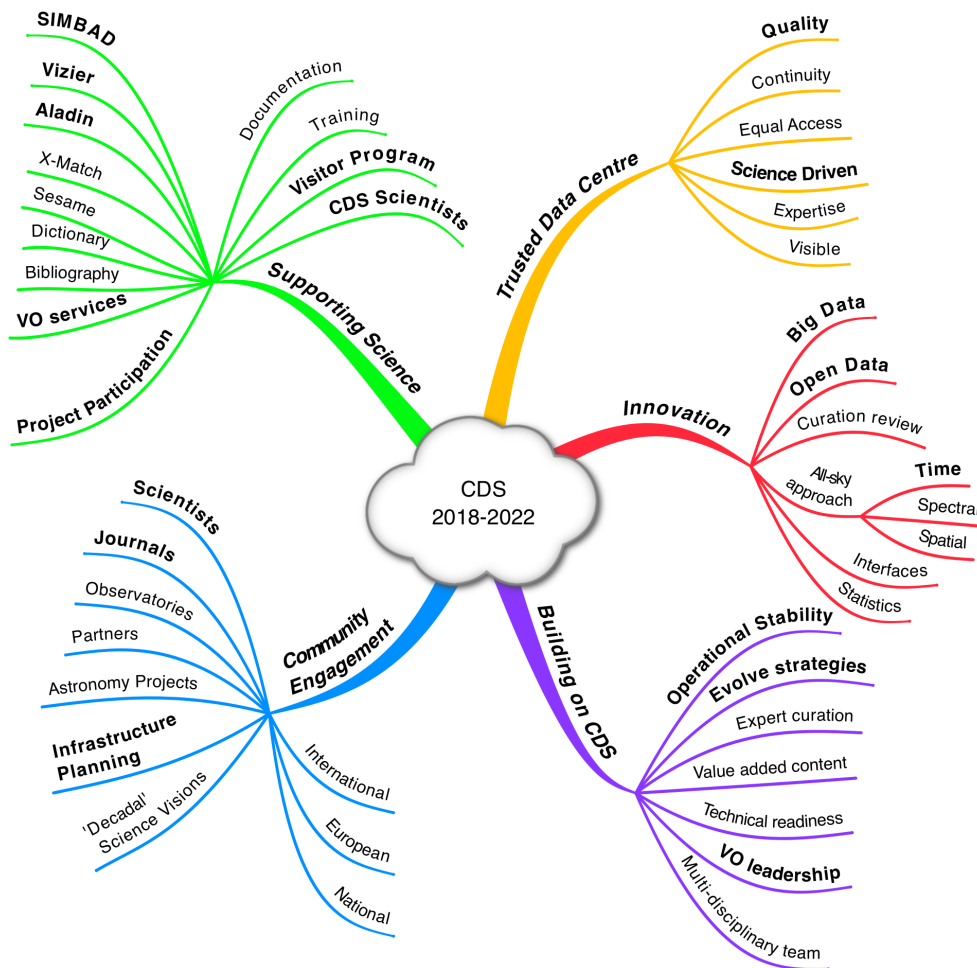 CDS
2018-2022
Supporting Science
SIMBAD
Vizier
Aladin
X-Match
Sesame
Dictionary
Bibliography
VO services
Project Participation
Documentation
Training
Visitor Program
CDS Scientists
Trusted Data Centre
Quality
Continuity
Equal Access
Science Driven
Expertise
Visible
Innovation
Big Data
Open Data
Curation review
All-sky
approach
Time
Spectra
Spatial
Interfaces
Statistics
Building on CDS
Operational Stability
Evolve strategies
Expert curation
Value added content
Technical readiness
VO leadership
Multi-disciplinary team
Community
Engagement
Scientists
Journals
Observatories
Partners
Astronomy Projects
Infrastructure
Planning
'Decadal'
Science Visions
International
European
National